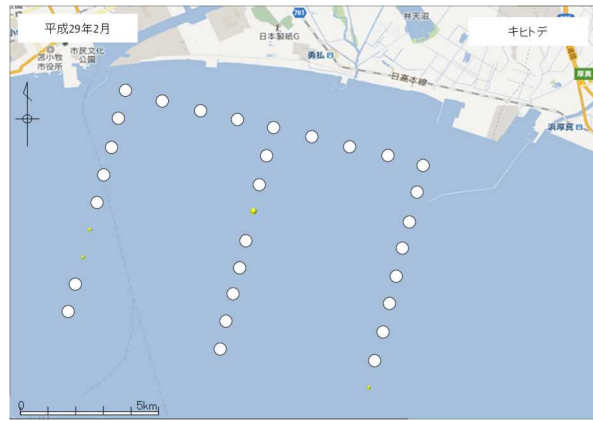 平成29年2月
キヒトデ
弁天沼
日本製紙G
勇払
市民文化
公園
苫小牧
市役所
日高本線
厚真
浜厚真
0
5km